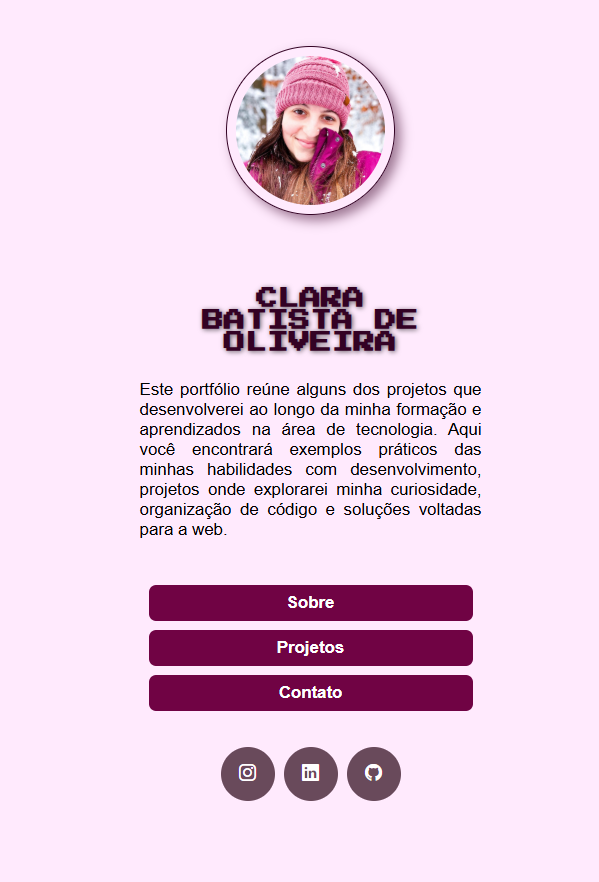 CLARA
BATISTA DE
OLIVEIRA
Este portfólio reúne alguns dos projetos que
desenvolverei ao longo da minha formação e
aprendizados na área de tecnologia. Aqui
você encontrará exemplos práticos das
minhas habilidades com desenvolvimento,
projetos onde explorarei minha curiosidade,
organização de código e soluções voltadas
para a web.
Sobre
Projetos
Contato